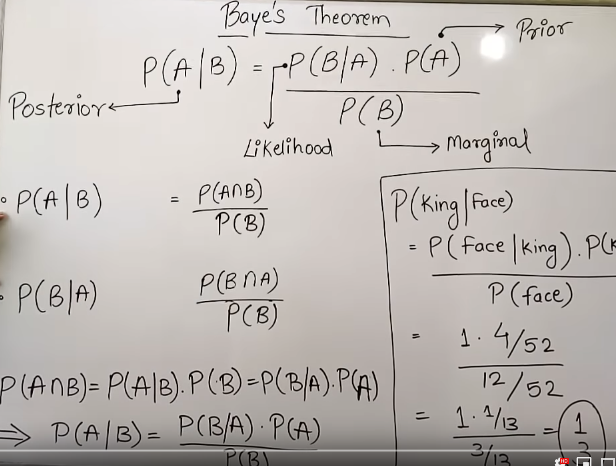 Baye's Theorem
Prior
P(A|B) = P(B|A) . P(A)
P(B)
Posterior
Likelihood
Marginal
P(A|B) = P(A∩B)
P(B)
P(B|A) P(B∩A)
P(B)
P(A∩B) = P(A|B). P(B) = P(B|A). P(A)
⇒ P(A|B) = P(B|A) . P(A)
P(B)
P(King|Face)
= P(Face|King) . P(K
P(face)
= 1 . 4/52
12/52
= 1 . 1/13 = 1
3/13 3